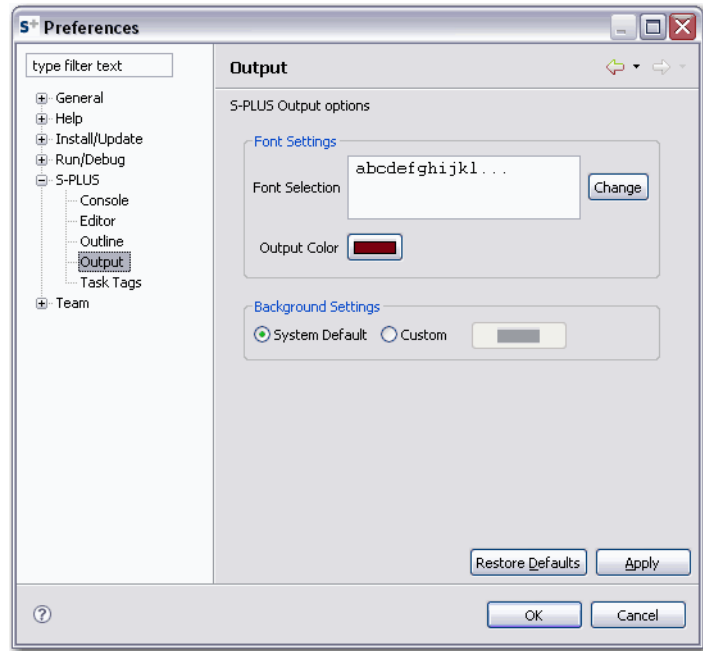 S+ Preferences
type filter text
General
Help
Install/Update
Run/Debug
S-PLUS
Console
Editor
Outline
Output
Task Tags
Team
Output
S-PLUS Output options
Font Settings
Font Selection
abcdefghijkl...
Change
Output Color
Background Settings
System Default
Custom
Restore Defaults
Apply
?
OK
Cancel